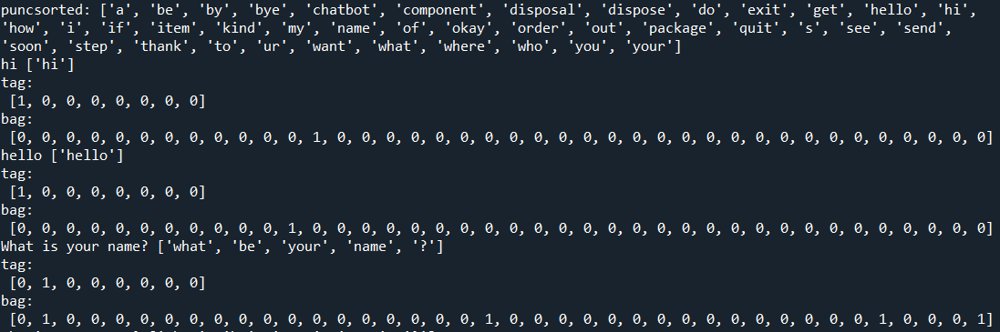 puncsorted: ['a', 'be', 'by', 'bye', 'chatbot', 'component', 'disposal', 'dispose', 'do', 'exit', 'get', 'hello', 'hi',
'how', 'i', 'if', 'item', 'kind', 'my', 'name', 'of', 'okay', 'order', 'out', 'package', 'quit', 's', 'see', 'send',
'soon', 'step', 'thank', 'to', 'ur', 'want', 'what', 'where', 'who', 'you', 'your']
hi ['hi']
tag:
[1, 0, 0, 0, 0, 0, 0, 0]
bag:
[0, 0, 0, 0, 0, 0, 0, 0, 0, 0, 0, 0, 1, 0, 0, 0, 0, 0, 0, 0, 0, 0, 0, 0, 0, 0, 0, 0, 0, 0, 0, 0, 0, 0, 0, 0, 0, 0, 0, 0]
hello ['hello']
tag:
[1, 0, 0, 0, 0, 0, 0, 0]
bag:
[0, 0, 0, 0, 0, 0, 0, 0, 0, 0, 0, 1, 0, 0, 0, 0, 0, 0, 0, 0, 0, 0, 0, 0, 0, 0, 0, 0, 0, 0, 0, 0, 0, 0, 0, 0, 0, 0, 0, 0]
What is your name? ['what', 'be', 'your', 'name', '?']
tag:
[0, 1, 0, 0, 0, 0, 0, 0]
bag:
[0, 1, 0, 0, 0, 0, 0, 0, 0, 0, 0, 0, 0, 0, 0, 0, 0, 0, 0, 1, 0, 0, 0, 0, 0, 0, 0, 0, 0, 0, 0, 0, 0, 0, 0, 1, 0, 0, 0, 1]